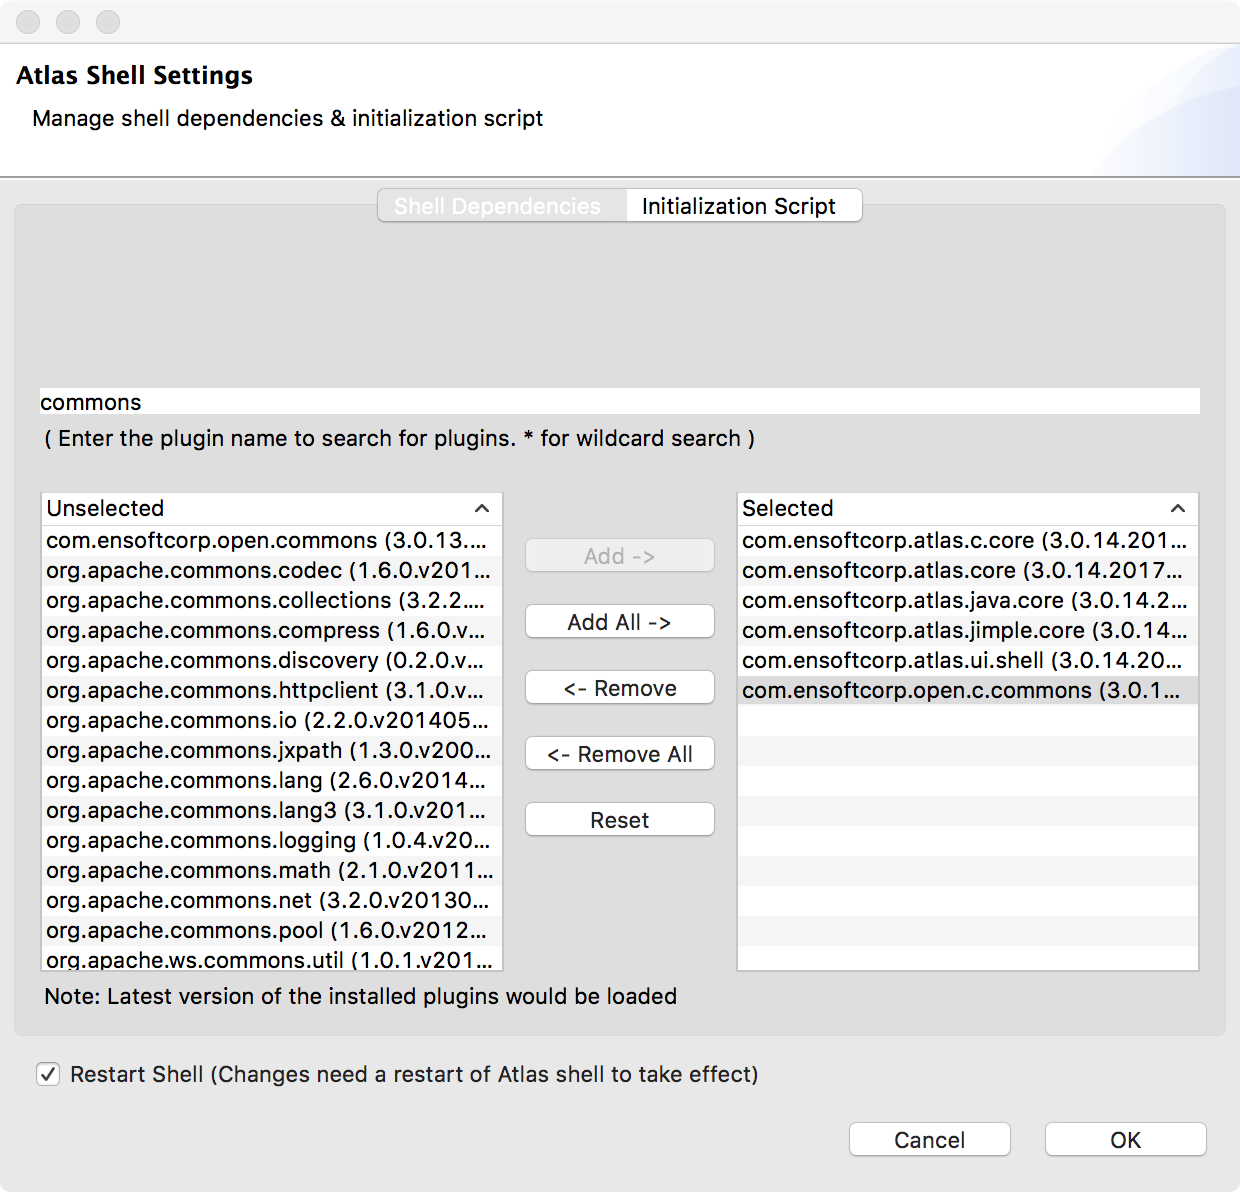 Atlas Shell Settings
Manage shell dependencies & initialization script
Shell Dependencies
Initialization Script
commons
( Enter the plugin name to search for plugins. * for wildcard search )
Unselected
com.ensoftcorp.open.commons (3.0.13....
org.apache.commons.codec (1.6.0.v201...
org.apache.commons.collections (3.2.2....
org.apache.commons.compress (1.6.0.v...
org.apache.commons.discovery (0.2.0.v...
org.apache.commons.httpclient (3.1.0.v...
org.apache.commons.io (2.2.0.v201405...
org.apache.commons.jxpath (1.3.0.v200...
org.apache.commons.lang (2.6.0.v2014...
org.apache.commons.lang3 (3.1.0.v201...
org.apache.commons.logging (1.0.4.v20...
org.apache.commons.math (2.1.0.v2011...
org.apache.commons.net (3.2.0.v20130...
org.apache.commons.pool (1.6.0.v2012...
org.apache.ws.commons.util (1.0.1.v201...
Add ->
Add All ->
<- Remove
<- Remove All
Reset
Selected
com.ensoftcorp.atlas.c.core (3.0.14.201...
com.ensoftcorp.atlas.core (3.0.14.2017...
com.ensoftcorp.atlas.java.core (3.0.14.2...
com.ensoftcorp.atlas.jimple.core (3.0.14...
com.ensoftcorp.atlas.ui.shell (3.0.14.20...
com.ensoftcorp.open.c.commons (3.0.1...
Note: Latest version of the installed plugins would be loaded
Restart Shell (Changes need a restart of Atlas shell to take effect)
Cancel
OK